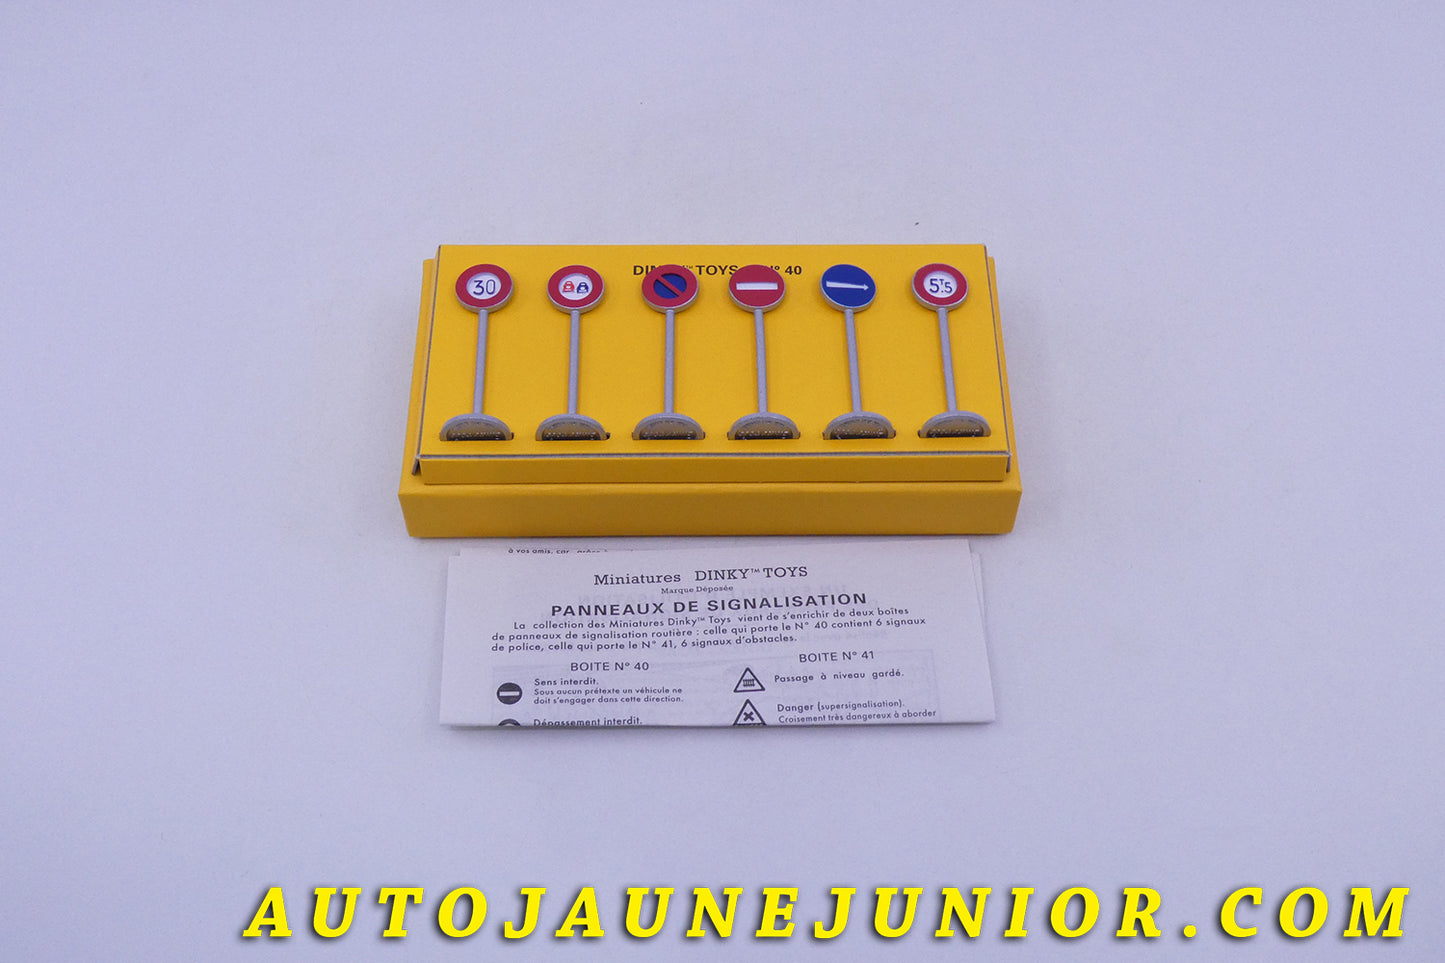 DINKY™ TOYS N° 40
30
5T5
à vos amis, car
Miniatures DINKY™ TOYS
Marque Déposée
PANNEAUX DE SIGNALISATION
La collection des Miniatures Dinky™ Toys vient de s'enrichir de deux boîtes
de panneaux de signalisation routière : celle qui porte le N° 40 contient 6 signaux
de police, celle qui porte le N° 41, 6 signaux d'obstacles.
BOITE N° 40
Sens interdit.
Sous aucun prétexte un véhicule ne
doit s'engager dans cette direction.
Dépassement interdit.
BOITE N° 41
Passage à niveau gardé.
Danger (supersignalisation).
Croisement très dangereux à aborder
AUTOJAUNEJUNIOR.COM